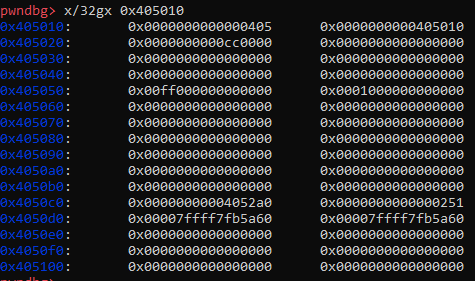 pwndbg> x/32gx 0x405010
0x405010: 0x0000000000000405 0x0000000000405010
0x405020: 0x0000000000cc0000 0x0000000000000000
0x405030: 0x0000000000000000 0x0000000000000000
0x405040: 0x0000000000000000 0x0000000000000000
0x405050: 0x00ff000000000000 0x0001000000000000
0x405060: 0x0000000000000000 0x0000000000000000
0x405070: 0x0000000000000000 0x0000000000000000
0x405080: 0x0000000000000000 0x0000000000000000
0x405090: 0x0000000000000000 0x0000000000000000
0x4050a0: 0x0000000000000000 0x0000000000000000
0x4050b0: 0x0000000000000000 0x0000000000000000
0x4050c0: 0x00000000004052a0 0x0000000000000251
0x4050d0: 0x00007ffff7fb5a60 0x00007ffff7fb5a60
0x4050e0: 0x0000000000000000 0x0000000000000000
0x4050f0: 0x0000000000000000 0x0000000000000000
0x405100: 0x0000000000000000 0x0000000000000000
pwndbg>